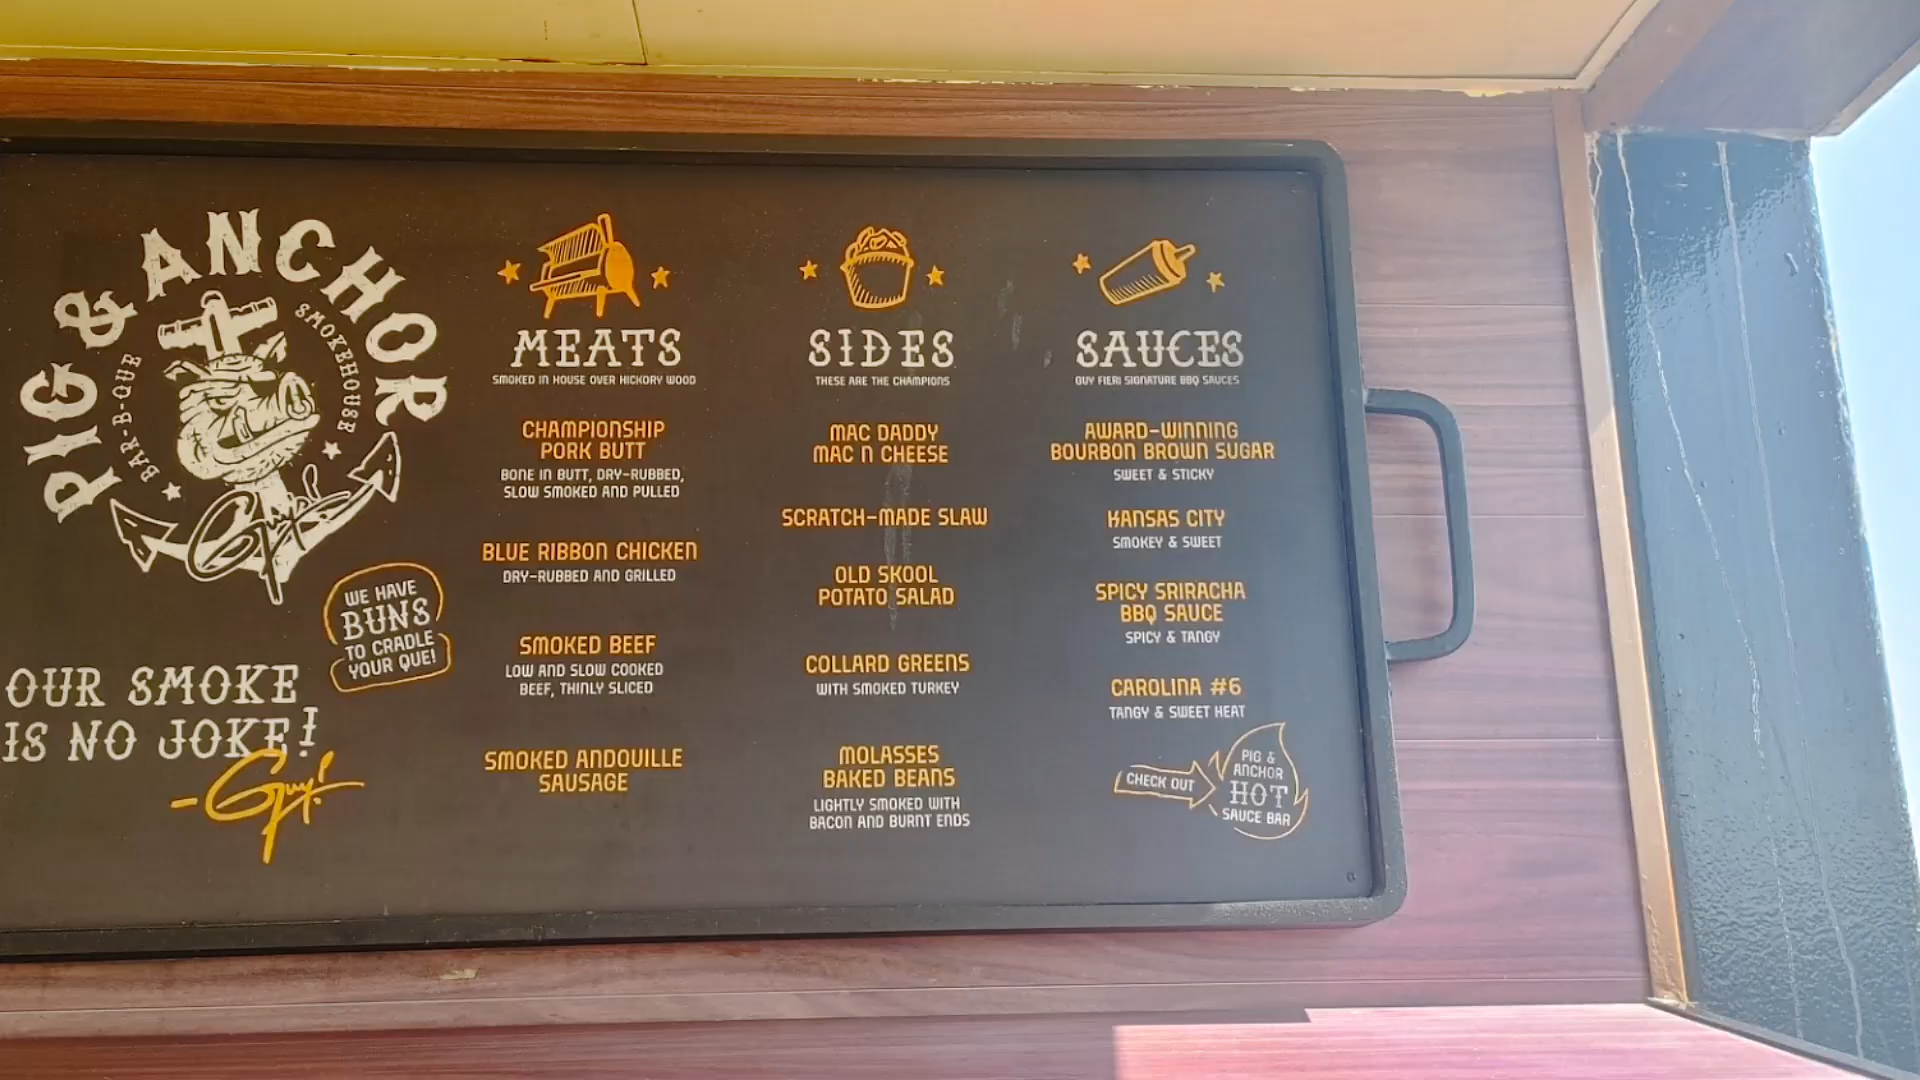 PIG & ANCHOR
BAR-B-QUE
SMOKEHOUSE
Guy's
WE HAVE
BUNS
TO CRADLE
YOUR QUE!
OUR SMOKE
IS NO JOKE!
-Guy!
MEATS
SMOKED IN HOUSE OVER HICKORY WOOD
CHAMPIONSHIP
PORK BUTT
BONE IN BUTT, DRY-RUBBED,
SLOW SMOKED AND PULLED
BLUE RIBBON CHICKEN
DRY-RUBBED AND GRILLED
SMOKED BEEF
LOW AND SLOW COOKED
BEEF, THINLY SLICED
SMOKED ANDOUILLE
SAUSAGE
SIDES
THESE ARE THE CHAMPIONS
MAC DADDY
MAC N CHEESE
SCRATCH-MADE SLAW
OLD SKOOL
POTATO SALAD
COLLARD GREENS
WITH SMOKED TURKEY
MOLASSES
BAKED BEANS
LIGHTLY SMOKED WITH
BACON AND BURNT ENDS
SAUCES
GUY FIERI SIGNATURE BBQ SAUCES
AWARD-WINNING
BOURBON BROWN SUGAR
SWEET & STICKY
KANSAS CITY
SMOKEY & SWEET
SPICY SRIRACHA
BBQ SAUCE
SPICY & TANGY
CAROLINA #6
TANGY & SWEET HEAT
CHECK OUT
PIG &
ANCHOR
HOT
SAUCE BAR